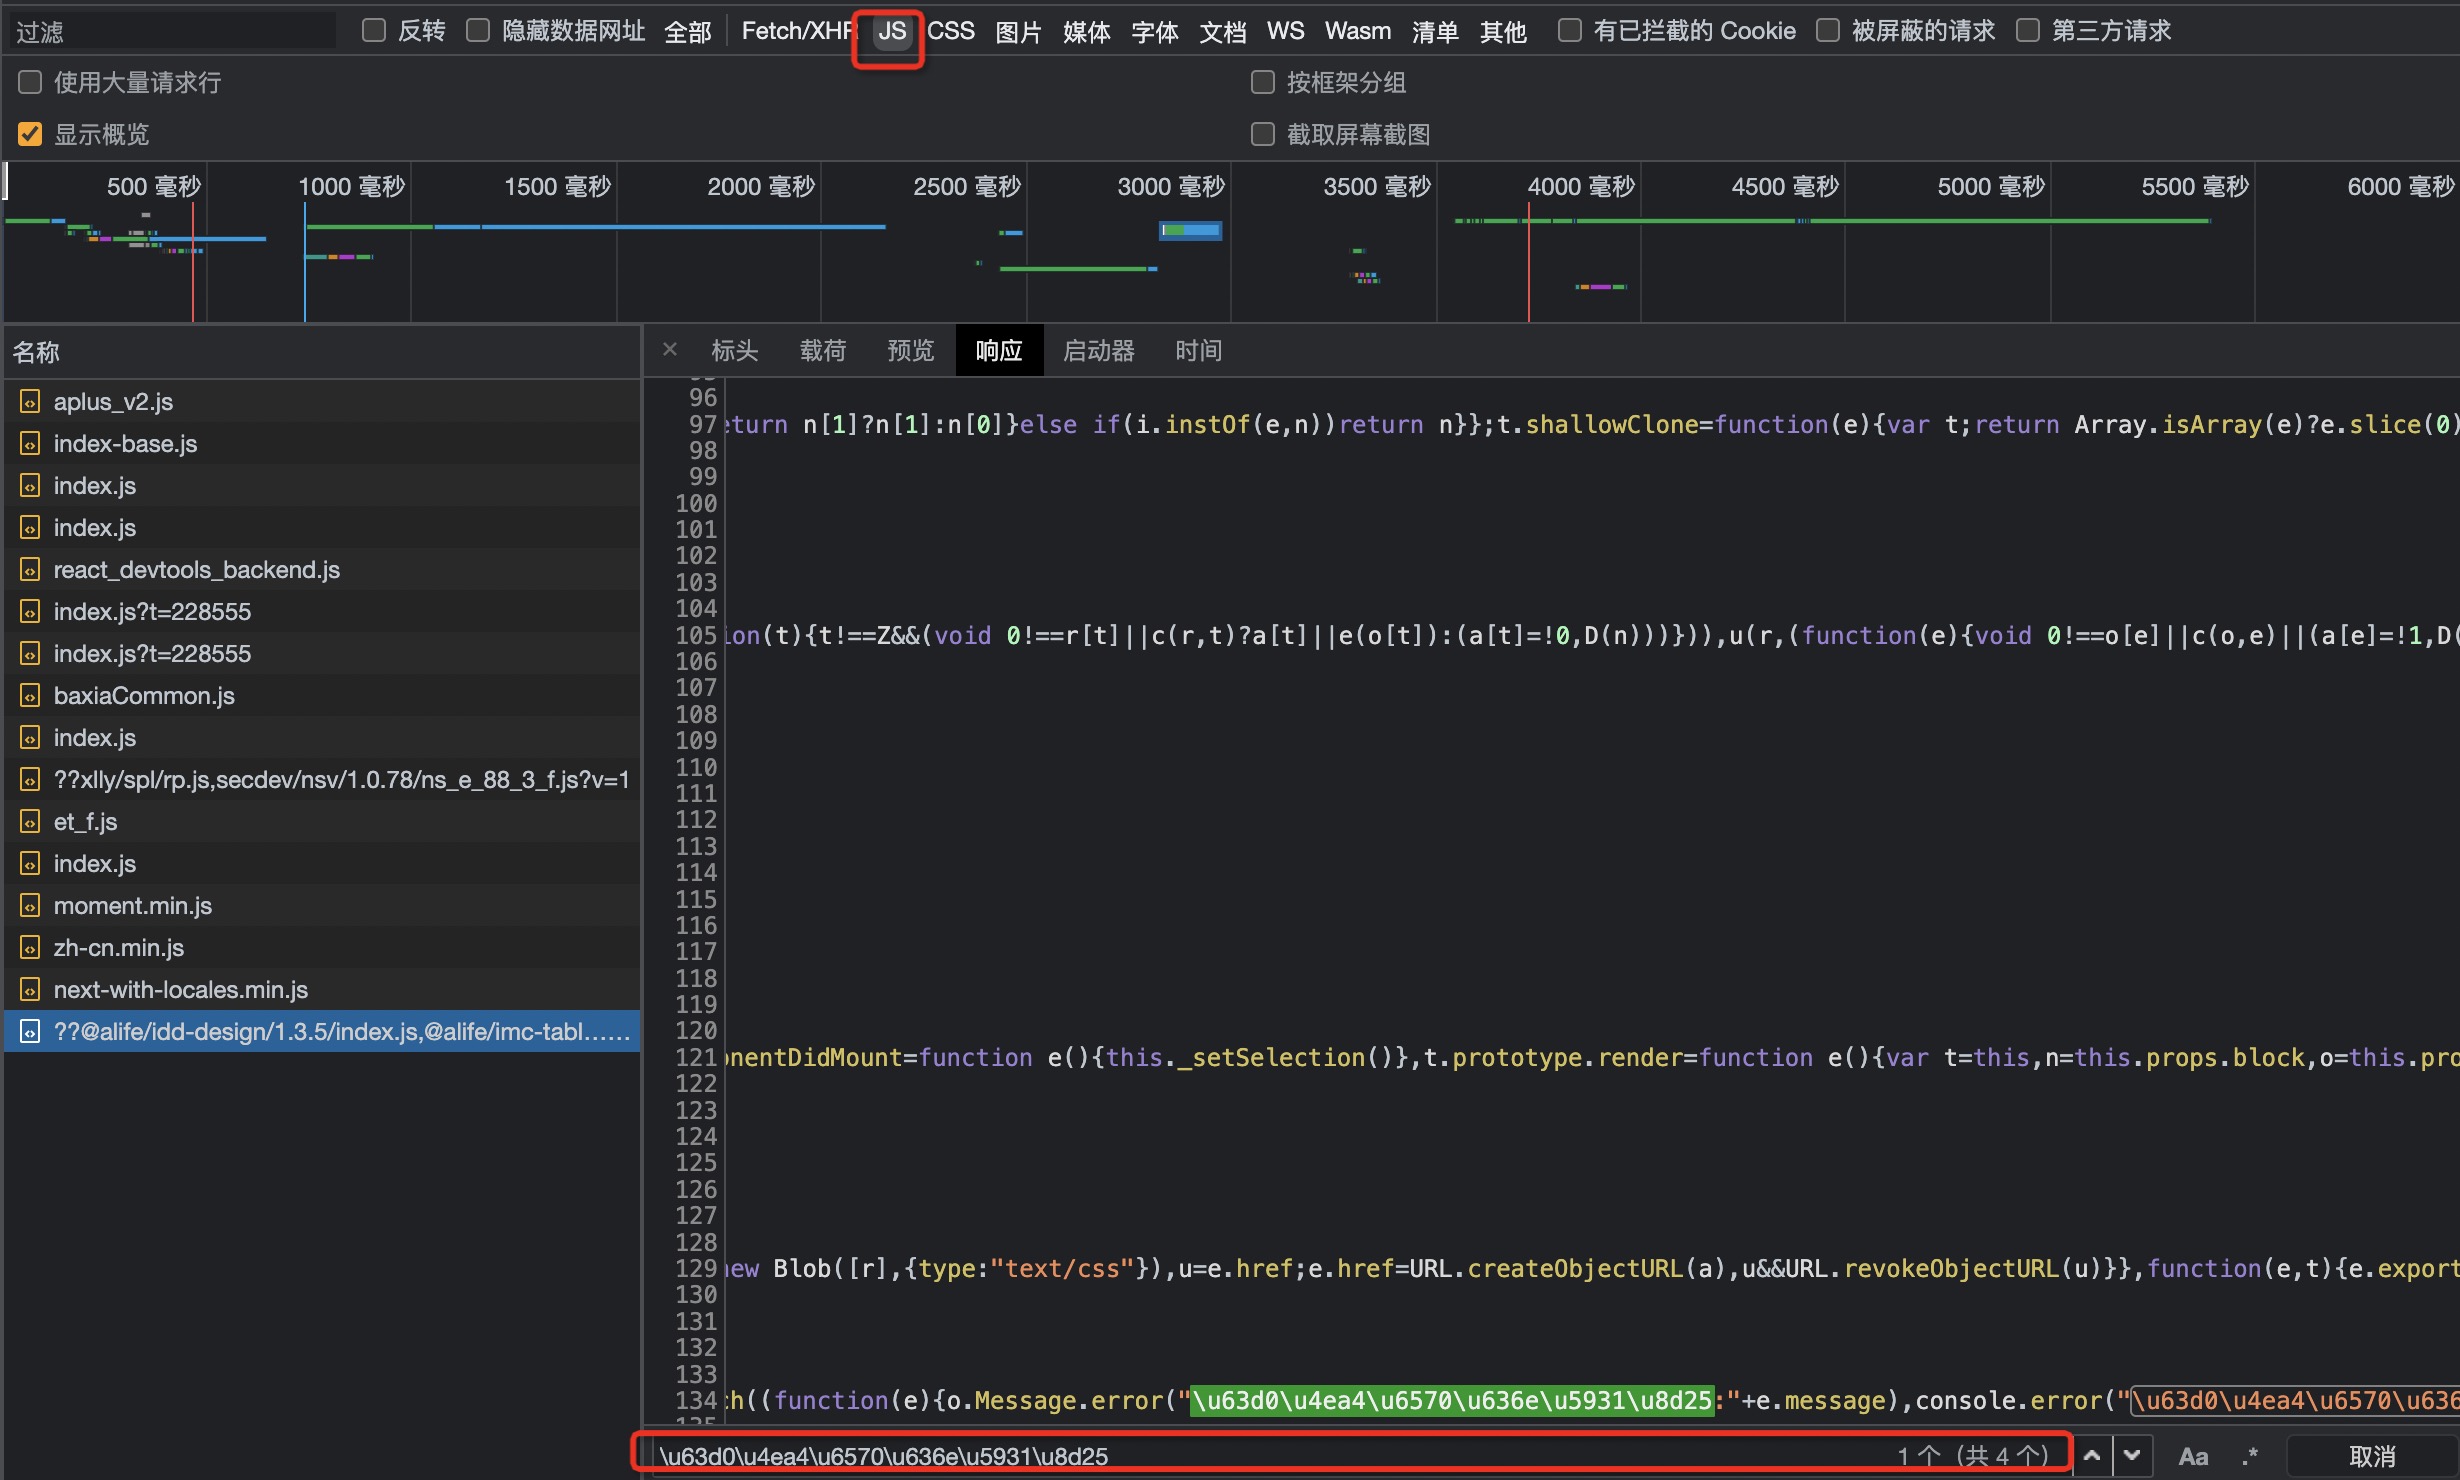 过滤 反转 隐藏数据网址 全部 Fetch/XHR JS CSS 图片 媒体 字体 文档 WS Wasm 清单 其他 有已拦截的 Cookie 被屏蔽的请求 第三方请求
使用大量请求行 按框架分组
显示概览 截取屏幕截图
500 毫秒 1000 毫秒 1500 毫秒 2000 毫秒 2500 毫秒 3000 毫秒 3500 毫秒 4000 毫秒 4500 毫秒 5000 毫秒 5500 毫秒 6000 毫秒
名称
aplus_v2.js
index-base.js
index.js
index.js
react_devtools_backend.js
index.js?t=228555
index.js?t=228555
baxiaCommon.js
index.js
??xlly/spl/rp.js,secdev/nsv/1.0.78/ns_e_88_3_f.js?v=1
et_f.js
index.js
moment.min.js
zh-cn.min.js
next-with-locales.min.js
??@alife/idd-design/1.3.5/index.js,@alife/imc-tabl……
× 标头 载荷 预览 响应 启动器 时间
95
96
97 eturn n[1]?n[1]:n[0]}else if(i.instOf(e,n))return n}};t.shallowClone=function(e){var t;return Array.isArray(e)?e.slice(0)
98
99
100
101
102
103
104
105 ion(t){t!==Z&&(void 0!==r[t]||c(r,t)?a[t]||e(o[t]):(a[t]=!0,D(n)))})),u(r,(function(e){void 0!==o[e]||c(o,e)||(a[e]=!1,D(
106
107
108
109
110
111
112
113
114
115
116
117
118
119
120
121 onentDidMount=function e(){this._setSelection()},t.prototype.render=function e(){var t=this,n=this.props.block,o=this.pro
122
123
124
125
126
127
128
129 new Blob([r],{type:"text/css"}),u=e.href;e.href=URL.createObjectURL(a),u&&URL.revokeObjectURL(u)}},function(e,t){e.export
130
131
132
133
134 ch((function(e){o.Message.error("\u63d0\u4ea4\u6570\u636e\u5931\u8d25:"+e.message),console.error("\u63d0\u4ea4\u6570\u636
135
\u63d0\u4ea4\u6570\u636e\u5931\u8d25 1 个（共 4 个） Aa .* 取消